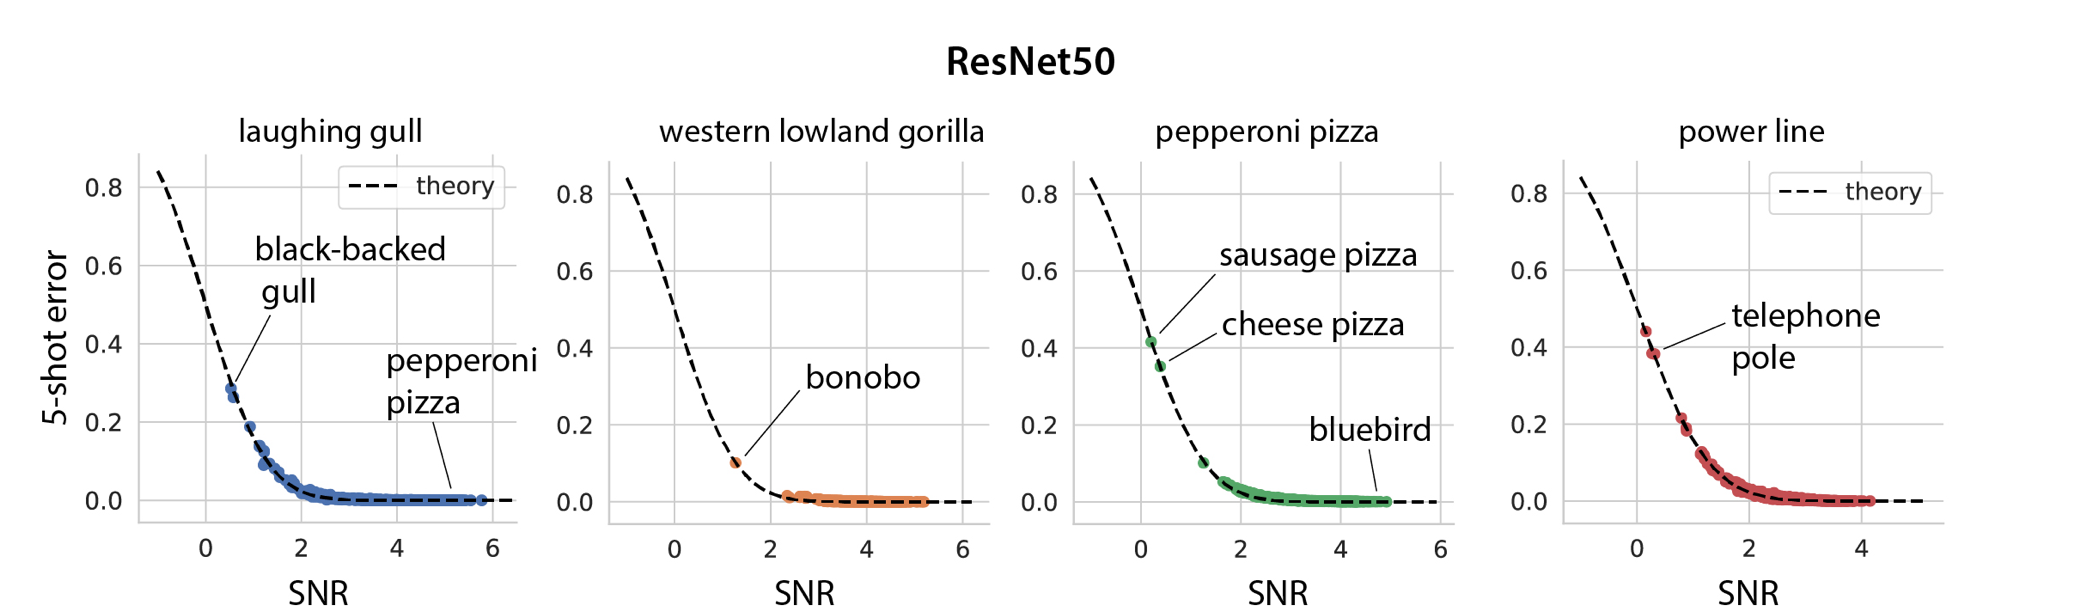 ResNet50
laughing gull
5-shot error
0.8
0.6
0.4
0.2
0.0
theory
black-backed
gull
pepperoni
pizza
0 2 4 6
SNR
western lowland gorilla
0.8
0.6
0.4
0.2
0.0
bonobo
0 2 4 6
SNR
pepperoni pizza
0.8
0.6
0.4
0.2
0.0
sausage pizza
cheese pizza
bluebird
0 2 4 6
SNR
power line
0.8
0.6
0.4
0.2
0.0
theory
telephone
pole
0 2 4
SNR